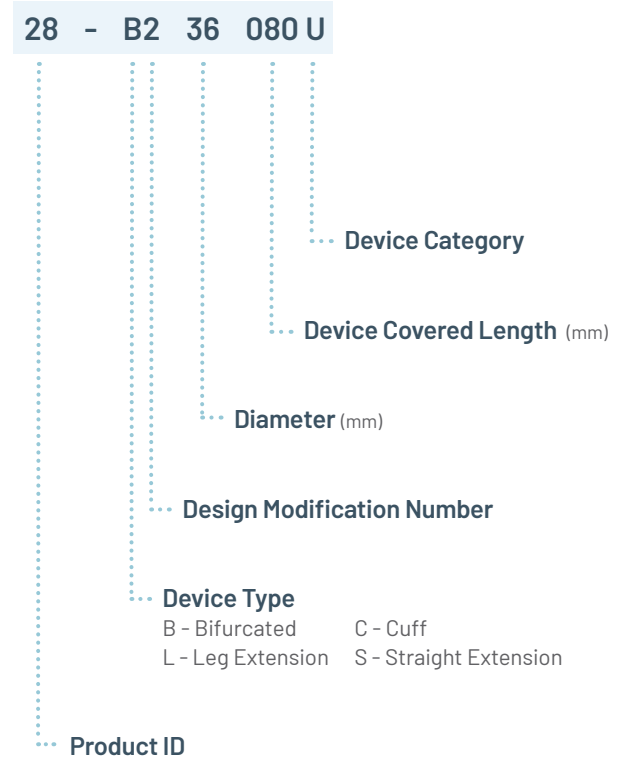 28 - B2 36 080 U
Device Category
Device Covered Length (mm)
Diameter (mm)
Design Modification Number
Device Type
B - Bifurcated C - Cuff
L - Leg Extension S - Straight Extension
Product ID